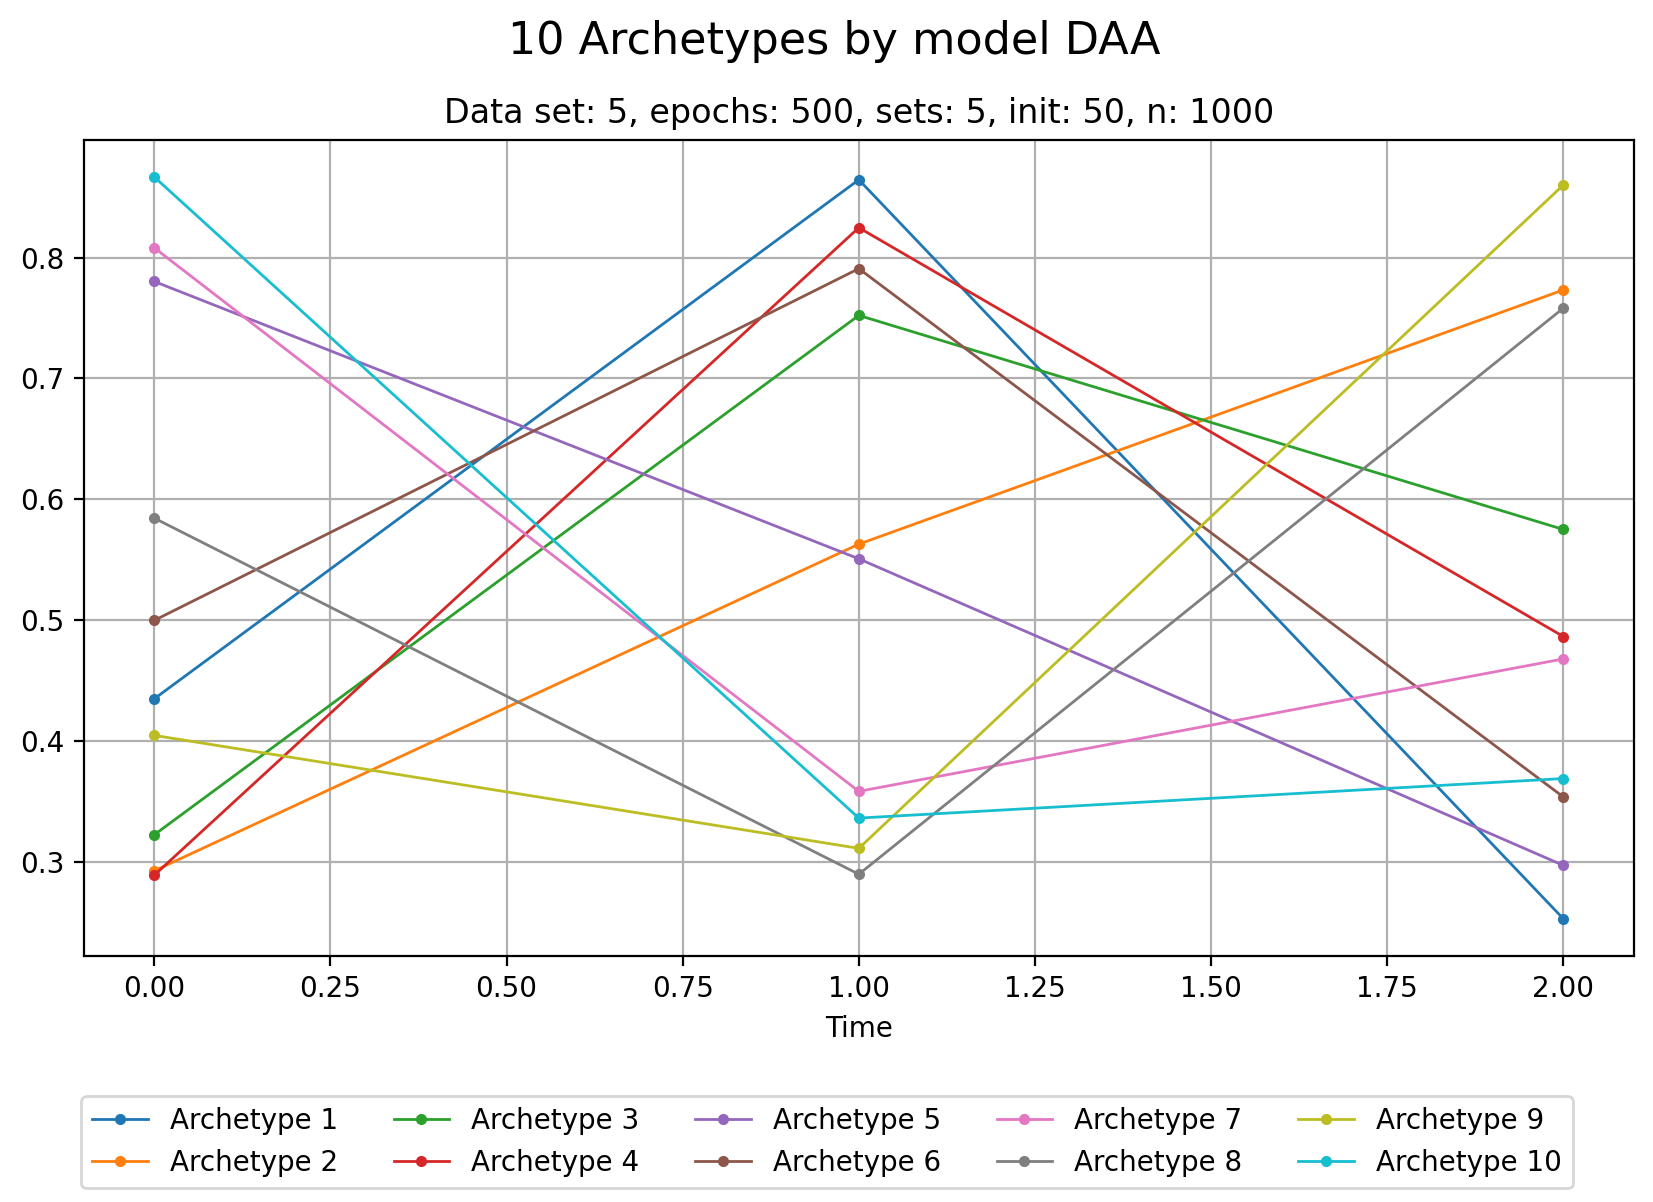 10 Archetypes by model DAA
Data set: 5, epochs: 500, sets: 5, init: 50, n: 1000
0.8
0.7
0.6
0.5
0.4
0.3
0.00 0.25 0.50 0.75 1.00 1.25 1.50 1.75 2.00
Time
Archetype 1 Archetype 3 Archetype 5 Archetype 7 Archetype 9
Archetype 2 Archetype 4 Archetype 6 Archetype 8 Archetype 10